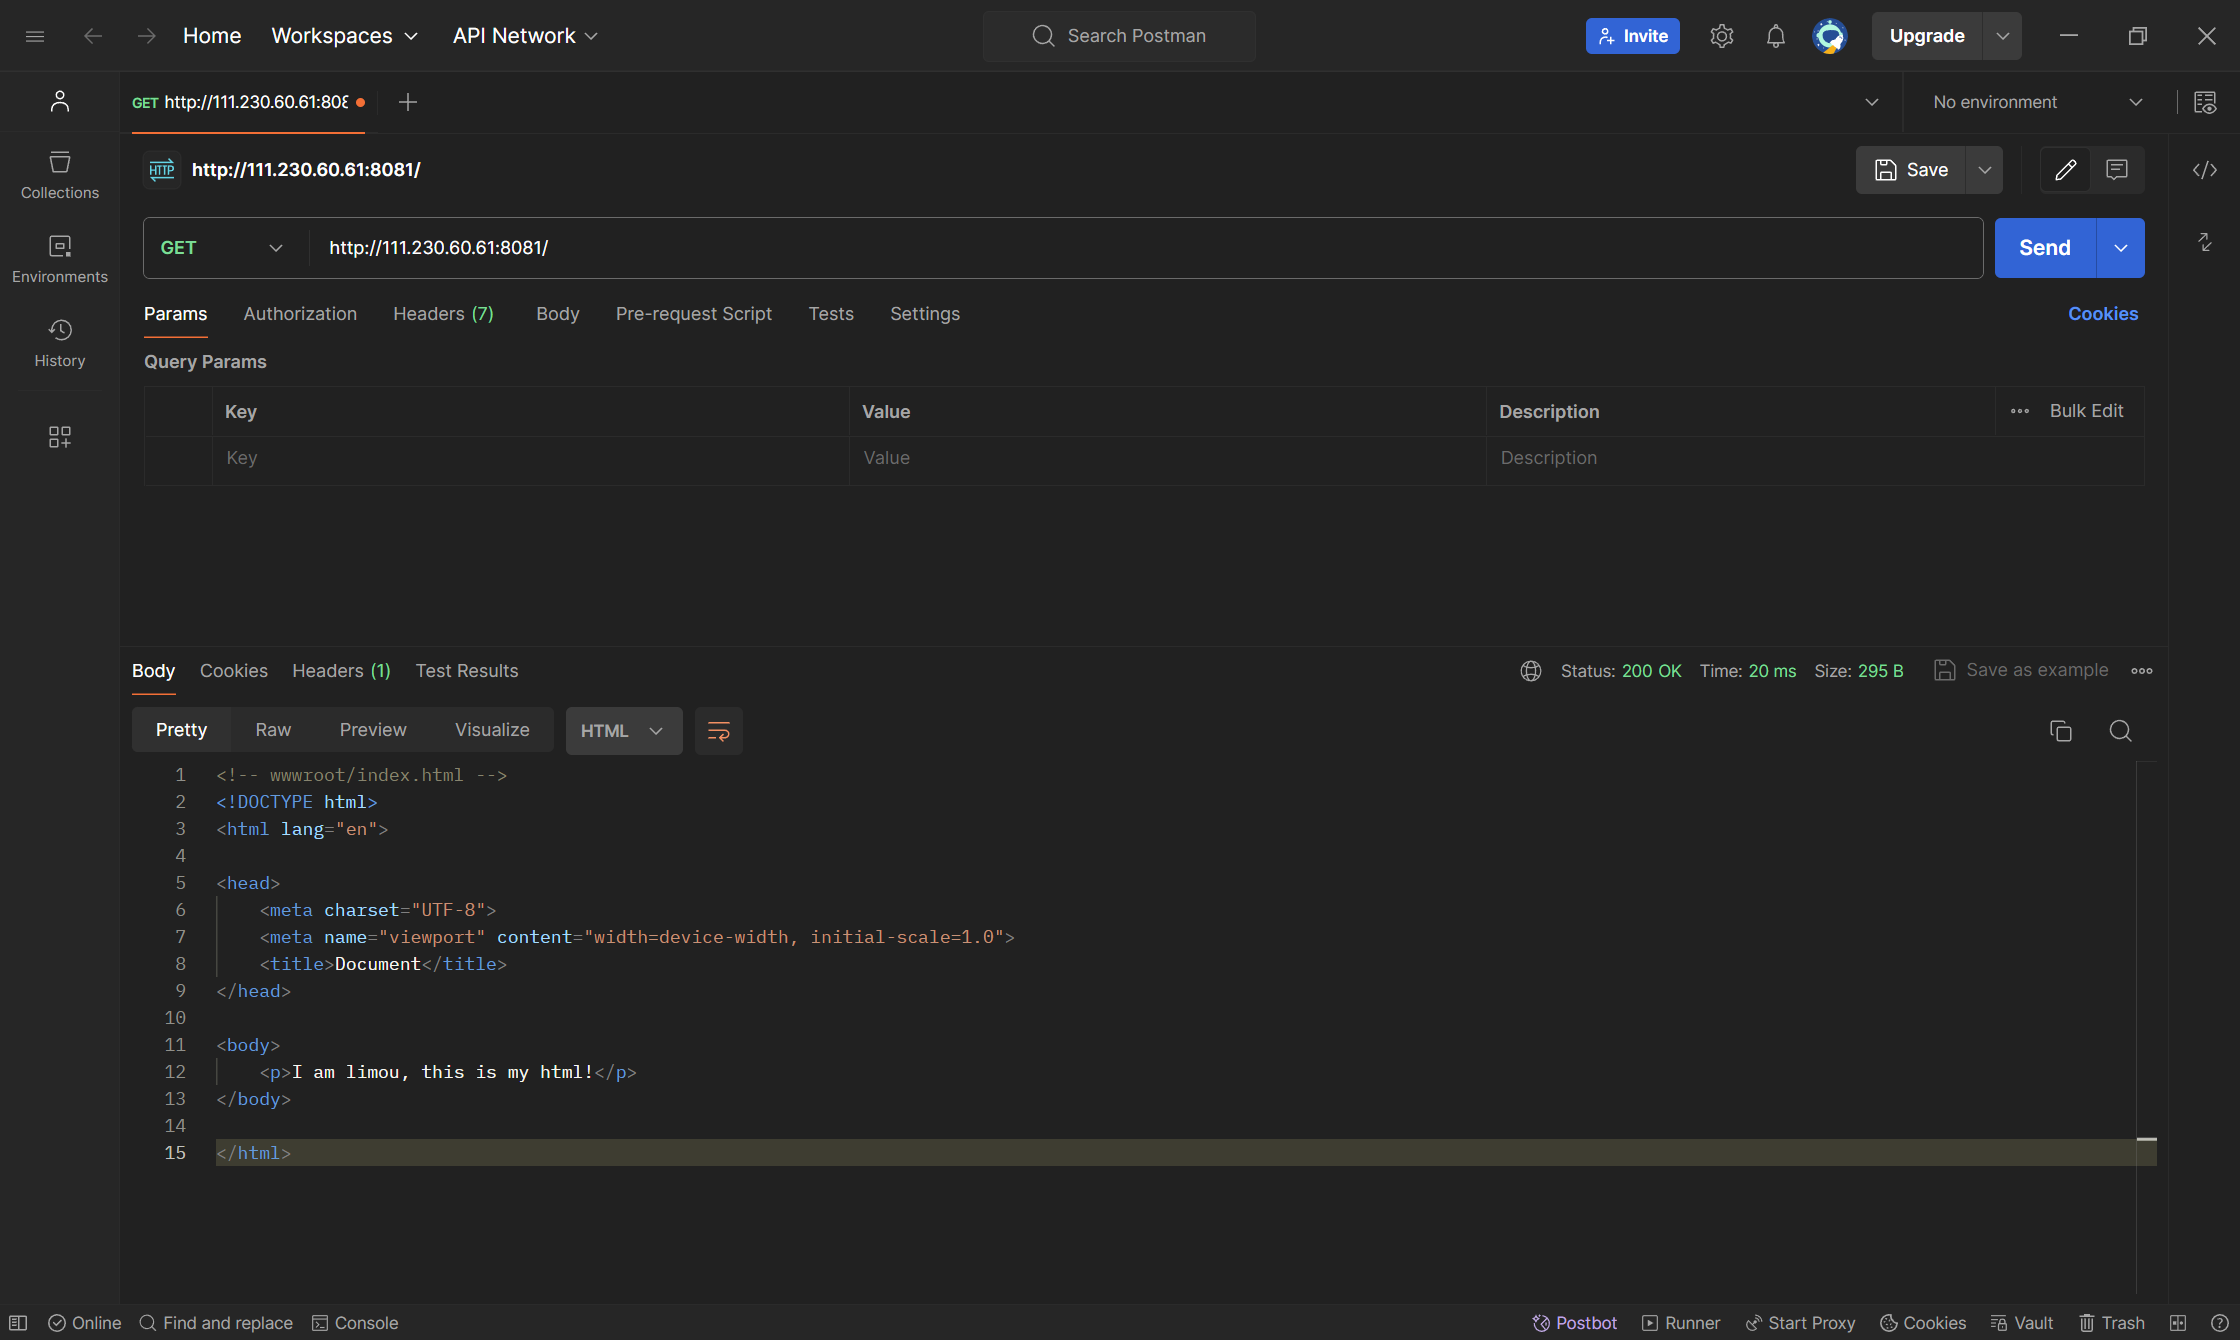 Home Workspaces API Network Search Postman Invite Upgrade
GET http://111.230.60.61:808 No environment
HTTP http://111.230.60.61:8081/ Save
Collections
GET http://111.230.60.61:8081/ Send
Environments
Params Authorization Headers (7) Body Pre-request Script Tests Settings Cookies
History
Query Params
Key Value Description Bulk Edit
Key Value Description
Body Cookies Headers (1) Test Results Status: 200 OK Time: 20 ms Size: 295 B Save as example
Pretty Raw Preview Visualize HTML
1 <!-- wwwroot/index.html -->
2 <!DOCTYPE html>
3 <html lang="en">
4
5 <head>
6 <meta charset="UTF-8">
7 <meta name="viewport" content="width=device-width, initial-scale=1.0">
8 <title>Document</title>
9 </head>
10
11 <body>
12 <p>I am limou, this is my html!</p>
13 </body>
14
15 </html>
Online Find and replace Console Postbot Runner Start Proxy Cookies Vault Trash